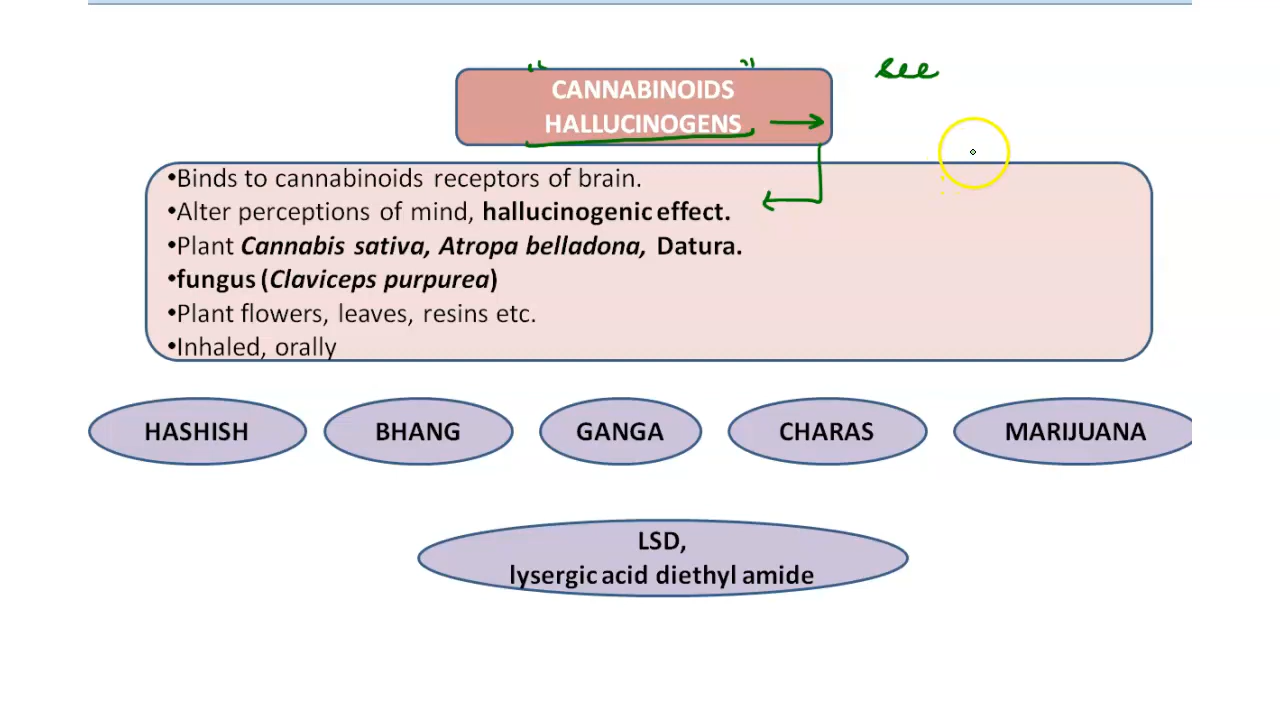 see
CANNABINOIDS
HALLUCINOGENS
•Binds to cannabinoids receptors of brain.
•Alter perceptions of mind, hallucinogenic effect.
•Plant Cannabis sativa, Atropa belladona, Datura.
•fungus (Claviceps purpurea)
•Plant flowers, leaves, resins etc.
•Inhaled, orally
HASHISH
BHANG
GANGA
CHARAS
MARIJUANA
LSD,
lysergic acid diethyl amide